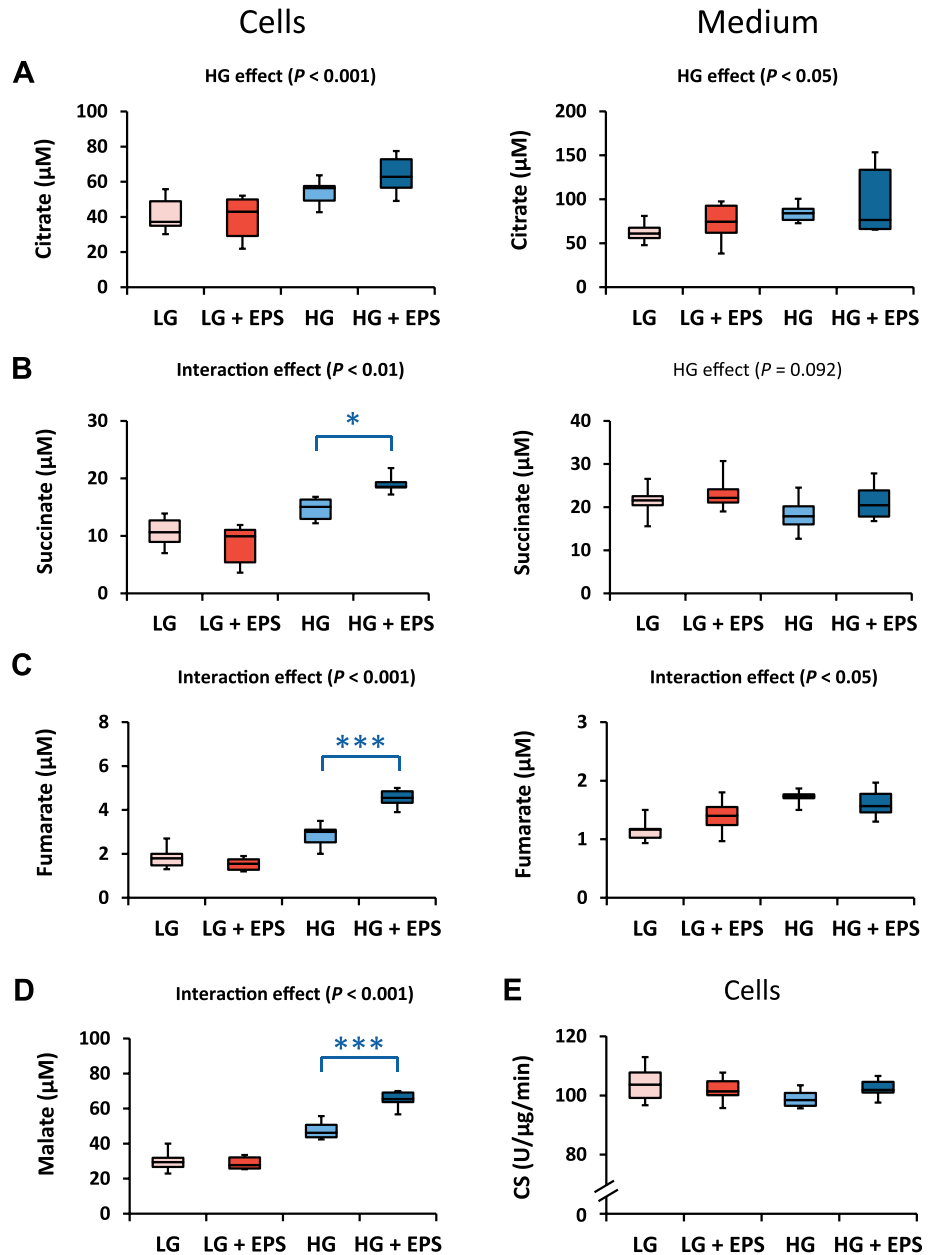 Cells
Medium
A
HG effect (P < 0.001)
Citrate (µM)
100
80
60
40
20
0
LG LG + EPS HG HG + EPS
HG effect (P < 0.05)
Citrate (µM)
200
150
100
50
0
LG LG + EPS HG HG + EPS
B
Interaction effect (P < 0.01)
Succinate (µM)
30
20
10
0
*
LG LG + EPS HG HG + EPS
HG effect (P = 0.092)
Succinate (µM)
40
30
20
10
0
LG LG + EPS HG HG + EPS
C
Interaction effect (P < 0.001)
Fumarate (µM)
8
6
4
2
0
***
LG LG + EPS HG HG + EPS
Interaction effect (P < 0.05)
Fumarate (µM)
3
2
1
0
LG LG + EPS HG HG + EPS
D
Interaction effect (P < 0.001)
Malate (µM)
100
80
60
40
20
0
***
LG LG + EPS HG HG + EPS
E
Cells
CS (U/µg/min)
120
100
80
0
LG LG + EPS HG HG + EPS